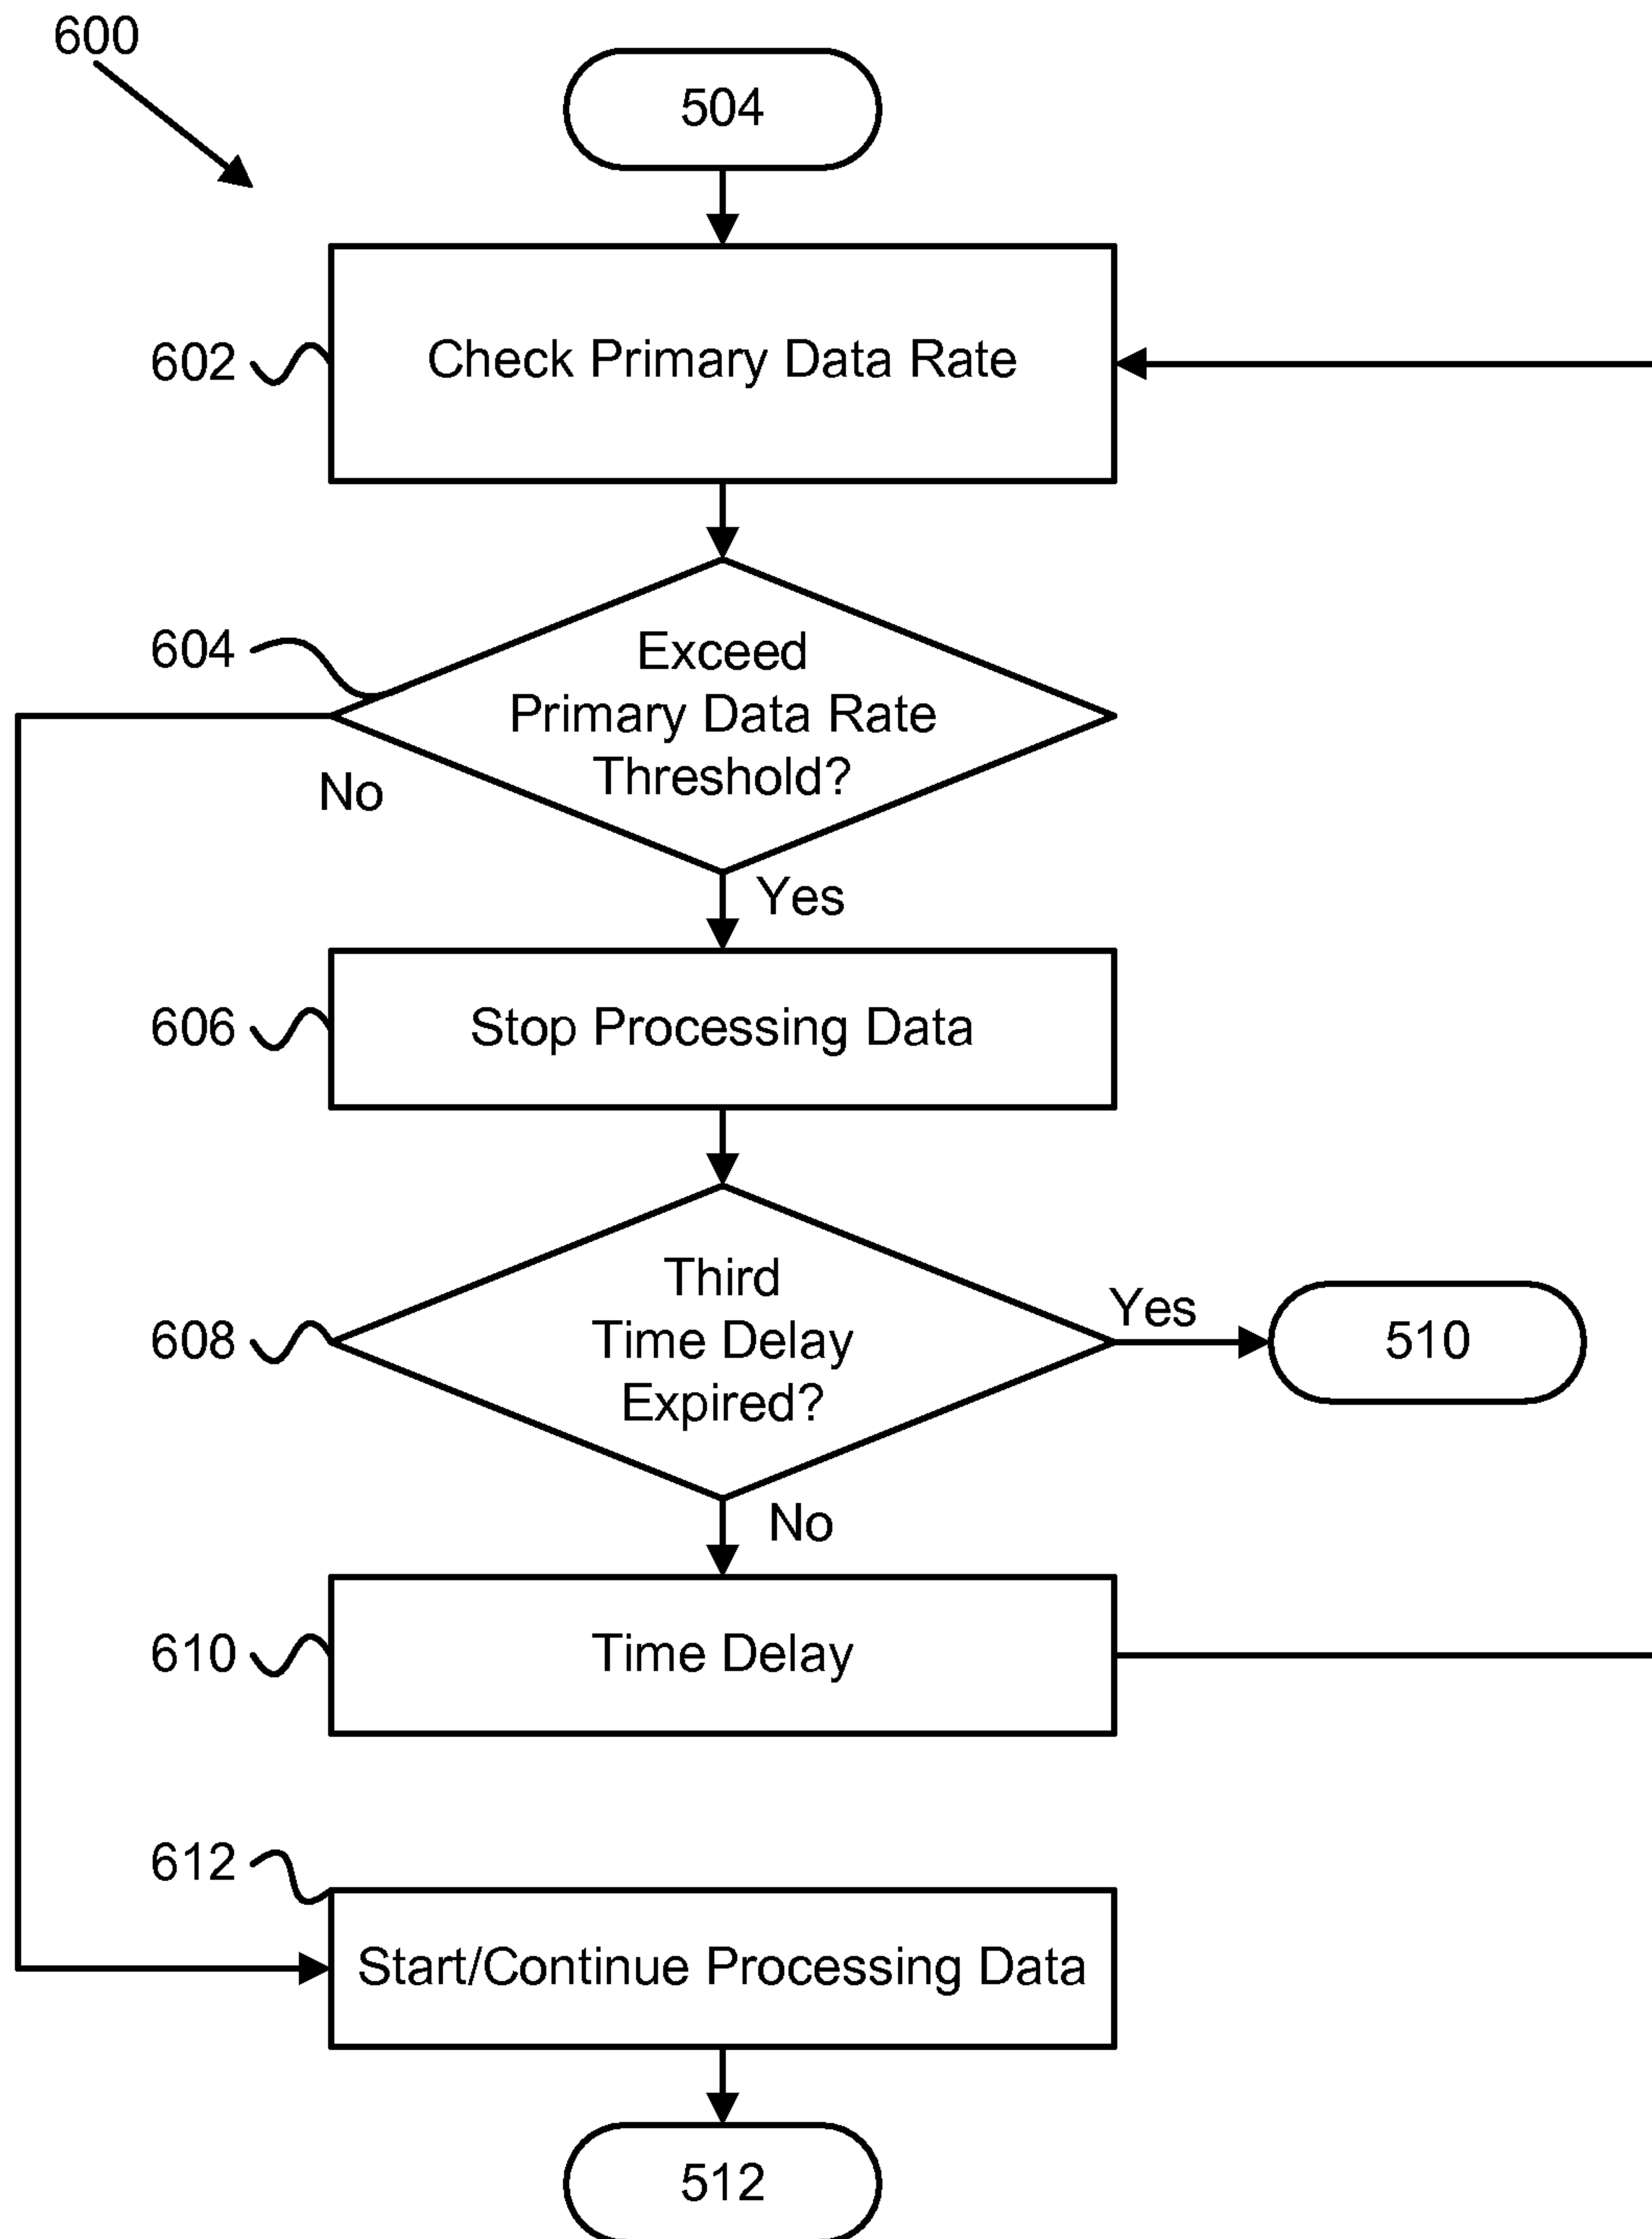 600
504
602
Check Primary Data Rate
604
Exceed
Primary Data Rate
Threshold?
No
Yes
606
Stop Processing Data
608
Third
Time Delay
Expired?
Yes
510
No
610
Time Delay
612
Start/Continue Processing Data
512